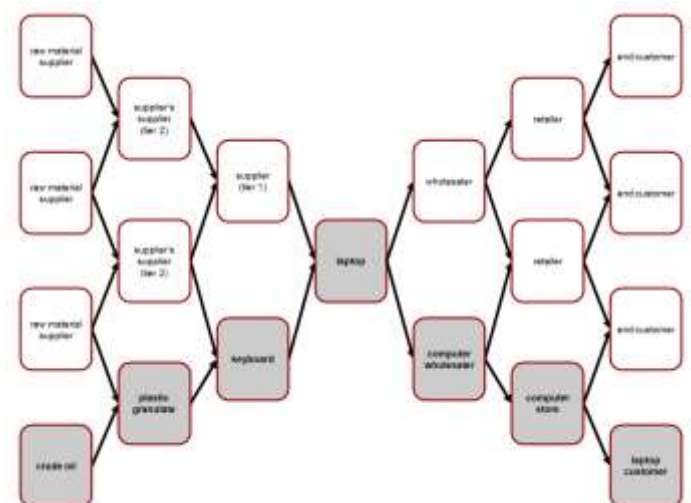 raw material
supplier
end customer
supplier's
supplier
(tier 2)
retailer
raw material
supplier
supplier
(tier 1)
wholesaler
end customer
supplier's
supplier
(tier 2)
laptop
retailer
raw material
supplier
end customer
keyboard
computer
wholesaler
plastic
granulate
computer
store
crude oil
laptop
customer